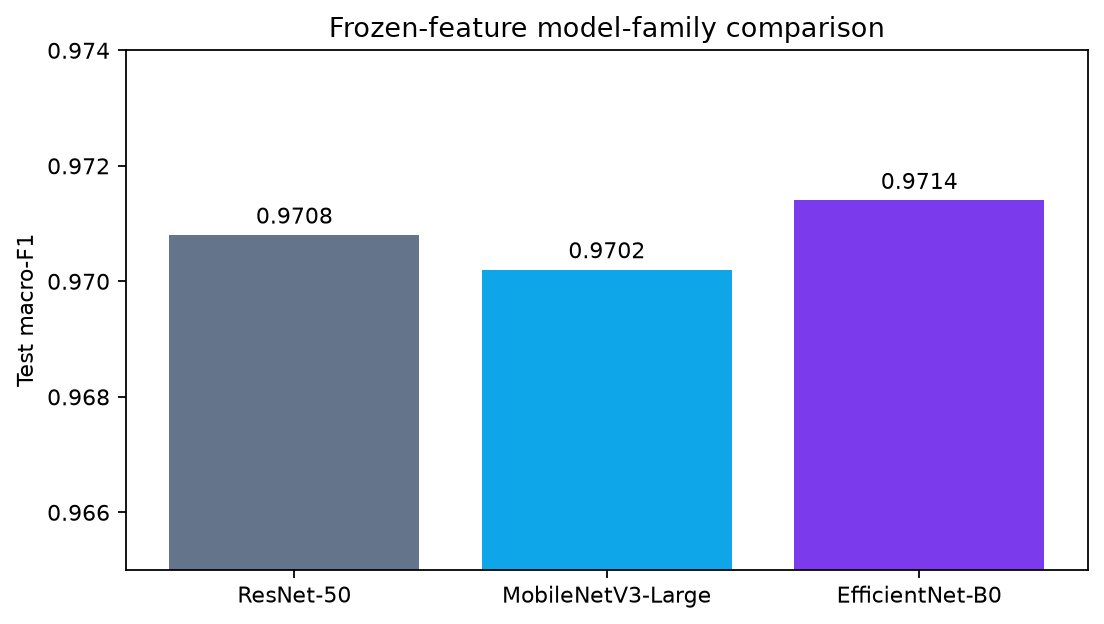 Frozen-feature model-family comparison
0.974
0.972
0.970
0.968
0.966
Test macro-F1
0.9708
0.9702
0.9714
ResNet-50
MobileNetV3-Large
EfficientNet-B0